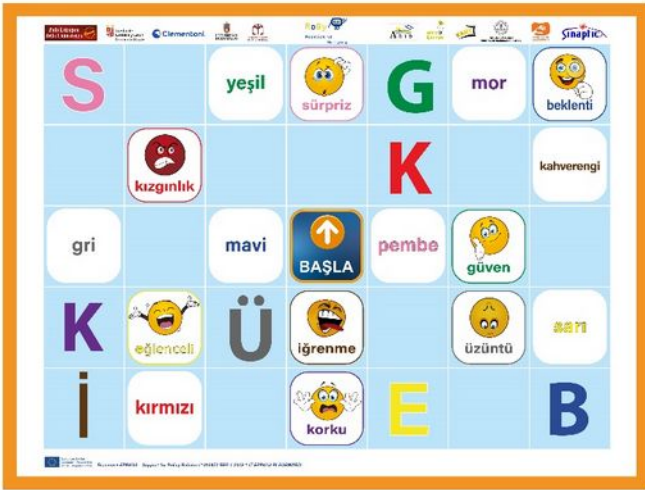 Clementoni
Sinaptic
S
yeşil
sürpriz
G
mor
beklenti
kızgınlık
K
kahverengi
gri
mavi
BAŞLA
pembe
güven
K
eğlenceli
Ü
iğrenme
üzüntü
sarı
İ
kırmızı
korku
E
B